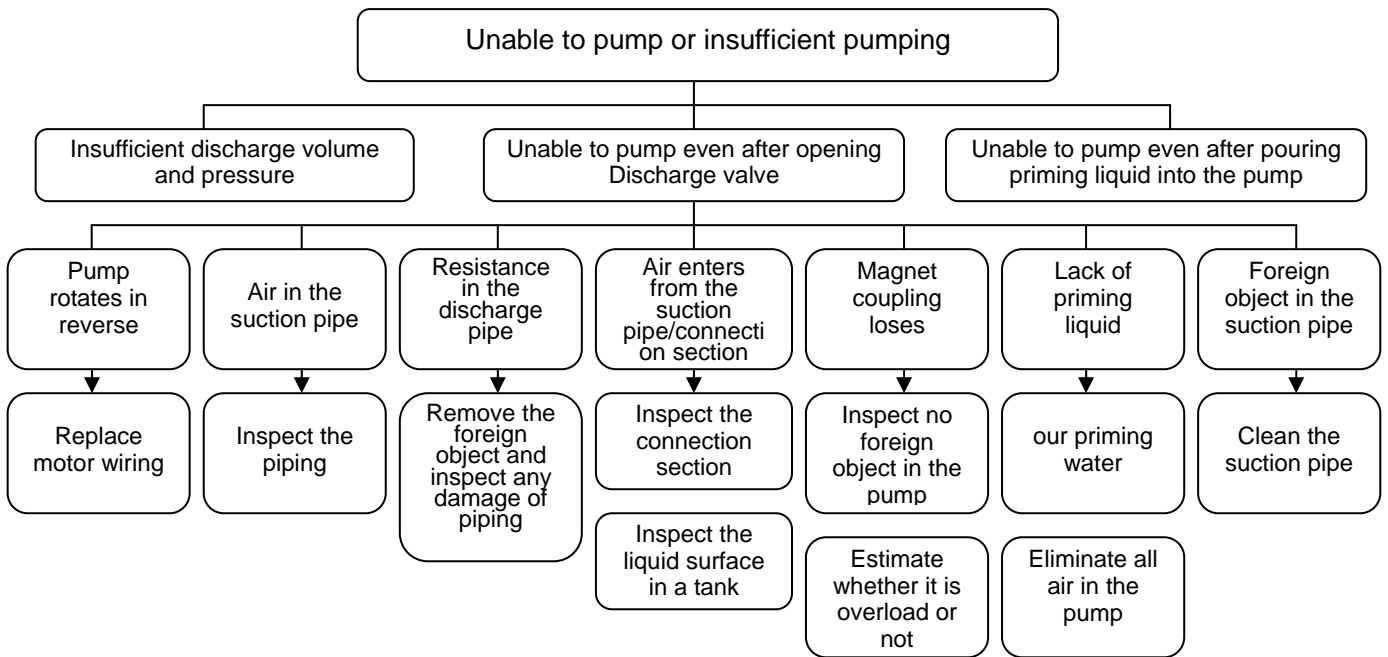 Unable to pump or insufficient pumping
Insufficient discharge volume
and pressure
Unable to pump even after opening
Discharge valve
Unable to pump even after pouring
priming liquid into the pump
Pump
rotates in
reverse
Air in the
suction pipe
Resistance
in the
discharge
pipe
Air enters
from the
suction
pipe/connecti
on section
Magnet
coupling
loses
Lack of
priming
liquid
Foreign
object in the
suction pipe
Replace
motor wiring
Inspect the
piping
Remove the
foreign
object and
inspect any
damage of
piping
Inspect the
connection
section
Inspect no
foreign
object in the
pump
our priming
water
Clean the
suction pipe
Inspect the
liquid surface
in a tank
Estimate
whether it is
overload or
not
Eliminate all
air in the
pump